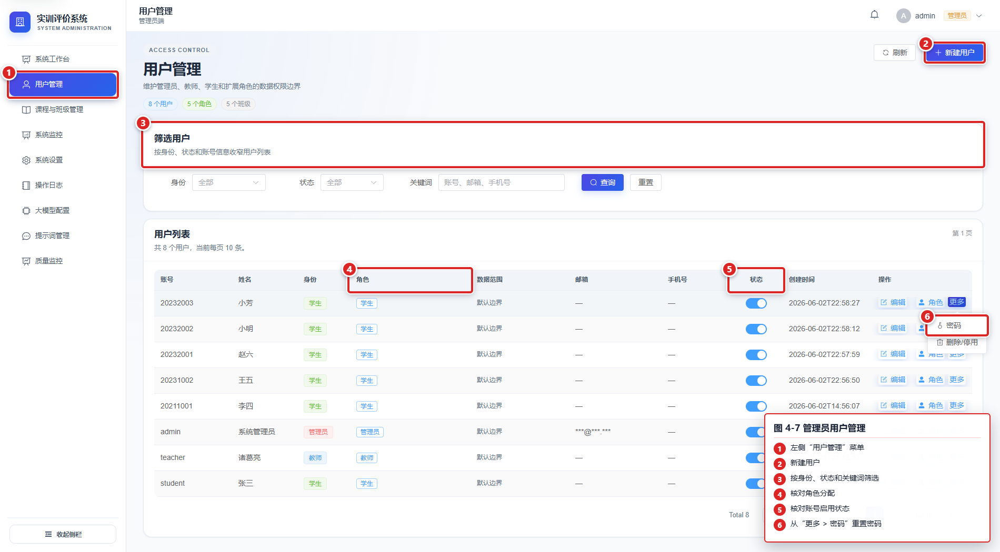 实训评价系统
SYSTEM ADMINISTRATION
系统工作台
1
用户管理
课程与班级管理
系统监控
系统设置
操作日志
大模型配置
提示词管理
质量监控
收起侧栏
用户管理
管理员端
A admin 管理员
ACCESS CONTROL
用户管理
维护管理员、教师、学生和扩展角色的数据权限边界
8 个用户 5 个角色 5 个班级
刷新
2
新建用户
3
筛选用户
按身份、状态和账号信息收窄用户列表
身份 全部 状态 全部 关键词 账号、邮箱、手机号 查询 重置
用户列表
第 1 页
共 8 个用户，当前每页 10 条。
4 5
账号 姓名 身份 角色 数据范围 邮箱 手机号 状态 创建时间 操作
20232003 小芳 学生 学生 默认边界 — — 2026-06-02T22:58:27 编辑 角色 更多
6
密码
删除/停用
20232002 小明 学生 学生 默认边界 — — 2026-06-02T22:58:12 编辑
20232001 赵六 学生 学生 默认边界 — — 2026-06-02T22:57:59 编辑 角色 更多
20231002 王五 学生 学生 默认边界 — — 2026-06-02T22:56:50 编辑 角色 更多
20211001 李四 学生 学生 默认边界 — — 2026-06-02T14:56:07 编辑 角色 更多
admin 系统管理员 管理员 管理员 默认边界 ***@***.*** —
teacher 诸葛亮 教师 教师 默认边界 — —
student 张三 学生 学生 默认边界 — —
Total 8
图 4-7 管理员用户管理
1 左侧“用户管理”菜单
2 新建用户
3 按身份、状态和关键词筛选
4 核对角色分配
5 核对账号启用状态
6 从“更多 > 密码”重置密码